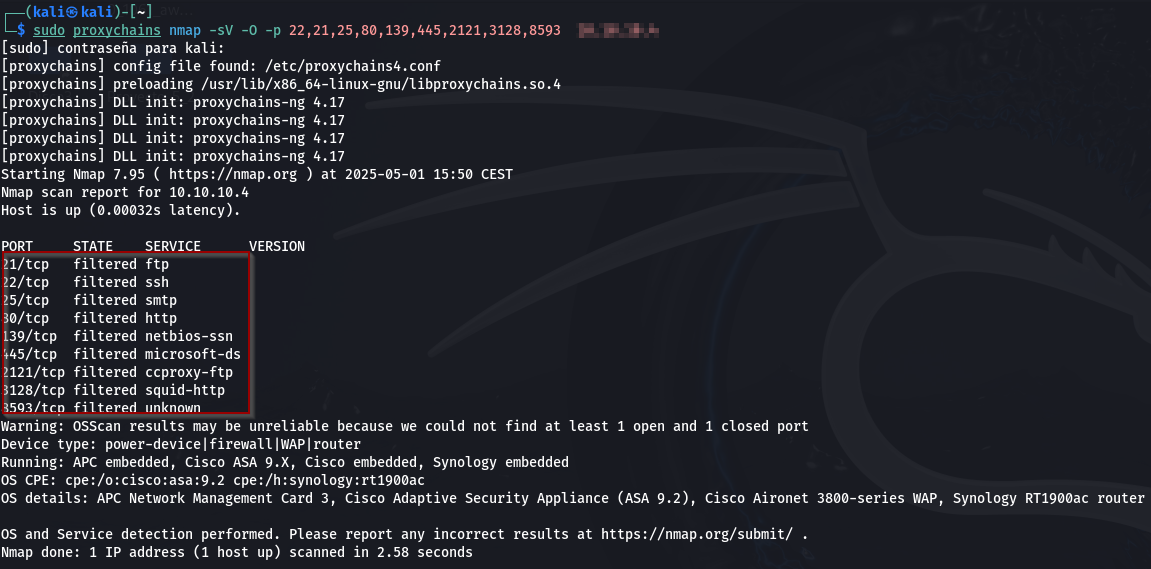 (kali㉿kali)-[~]
$ sudo proxychains nmap -sV -O -p 22,21,25,80,139,445,2121,3128,8593
[sudo] contraseña para kali:
[proxychains] config file found: /etc/proxychains4.conf
[proxychains] preloading /usr/lib/x86_64-linux-gnu/libproxychains.so.4
[proxychains] DLL init: proxychains-ng 4.17
[proxychains] DLL init: proxychains-ng 4.17
[proxychains] DLL init: proxychains-ng 4.17
[proxychains] DLL init: proxychains-ng 4.17
Starting Nmap 7.95 ( https://nmap.org ) at 2025-05-01 15:50 CEST
Nmap scan report for 10.10.10.4
Host is up (0.00032s latency).
PORT STATE SERVICE VERSION
21/tcp filtered ftp
22/tcp filtered ssh
25/tcp filtered smtp
80/tcp filtered http
139/tcp filtered netbios-ssn
445/tcp filtered microsoft-ds
2121/tcp filtered ccproxy-ftp
3128/tcp filtered squid-http
8593/tcp filtered unknown
Warning: OSScan results may be unreliable because we could not find at least 1 open and 1 closed port
Device type: power-device|firewall|WAP|router
Running: APC embedded, Cisco ASA 9.X, Cisco embedded, Synology embedded
OS CPE: cpe:/o:cisco:asa:9.2 cpe:/h:synology:rt1900ac
OS details: APC Network Management Card 3, Cisco Adaptive Security Appliance (ASA 9.2), Cisco Aironet 3800-series WAP, Synology RT1900ac router
OS and Service detection performed. Please report any incorrect results at https://nmap.org/submit/ .
Nmap done: 1 IP address (1 host up) scanned in 2.58 seconds